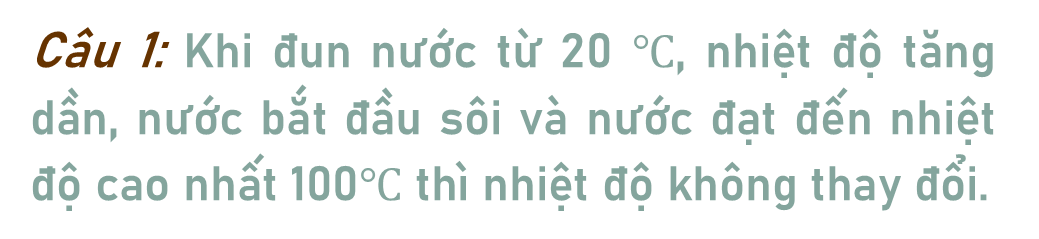 Câu 1: Khi đun nước từ 20 °C, nhiệt độ tăng
dần, nước bắt đầu sôi và nước đạt đến nhiệt
độ cao nhất 100°C thì nhiệt độ không thay đổi.